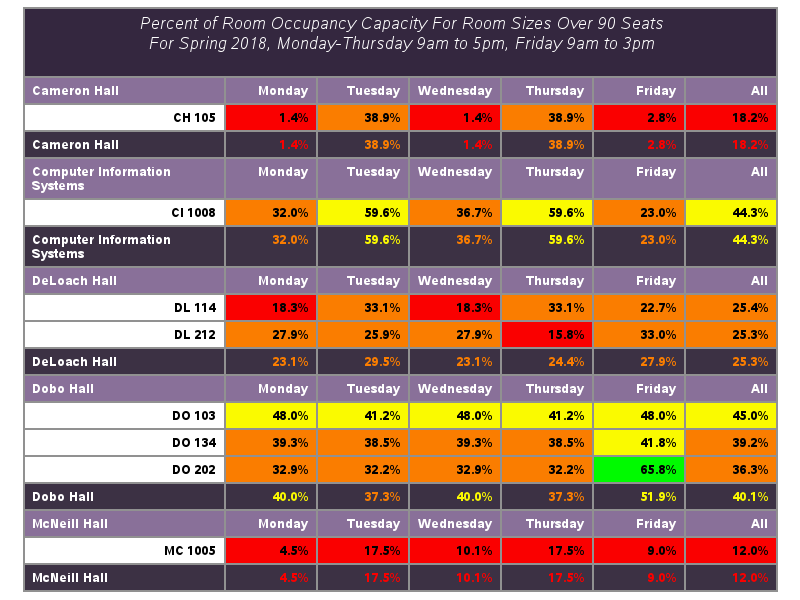 Percent of Room Occupancy Capacity For Room Sizes Over 90 Seats
For Spring 2018, Monday-Thursday 9am to 5pm, Friday 9am to 3pm
Cameron Hall Monday Tuesday Wednesday Thursday Friday All
CH 105 1.4% 38.9% 1.4% 38.9% 2.8% 18.2%
Cameron Hall 1.4% 38.9% 1.4% 38.9% 2.8% 18.2%
Computer Information Monday Tuesday Wednesday Thursday Friday All
Systems
CI 1008 32.0% 59.6% 36.7% 59.6% 23.0% 44.3%
Computer Information 32.0% 59.6% 36.7% 59.6% 23.0% 44.3%
Systems
DeLoach Hall Monday Tuesday Wednesday Thursday Friday All
DL 114 18.3% 33.1% 18.3% 33.1% 22.7% 25.4%
DL 212 27.9% 25.9% 27.9% 15.8% 33.0% 25.3%
DeLoach Hall 23.1% 29.5% 23.1% 24.4% 27.9% 25.3%
Dobo Hall Monday Tuesday Wednesday Thursday Friday All
DO 103 48.0% 41.2% 48.0% 41.2% 48.0% 45.0%
DO 134 39.3% 38.5% 39.3% 38.5% 41.8% 39.2%
DO 202 32.9% 32.2% 32.9% 32.2% 65.8% 36.3%
Dobo Hall 40.0% 37.3% 40.0% 37.3% 51.9% 40.1%
McNeill Hall Monday Tuesday Wednesday Thursday Friday All
MC 1005 4.5% 17.5% 10.1% 17.5% 9.0% 12.0%
McNeill Hall 4.5% 17.5% 10.1% 17.5% 9.0% 12.0%